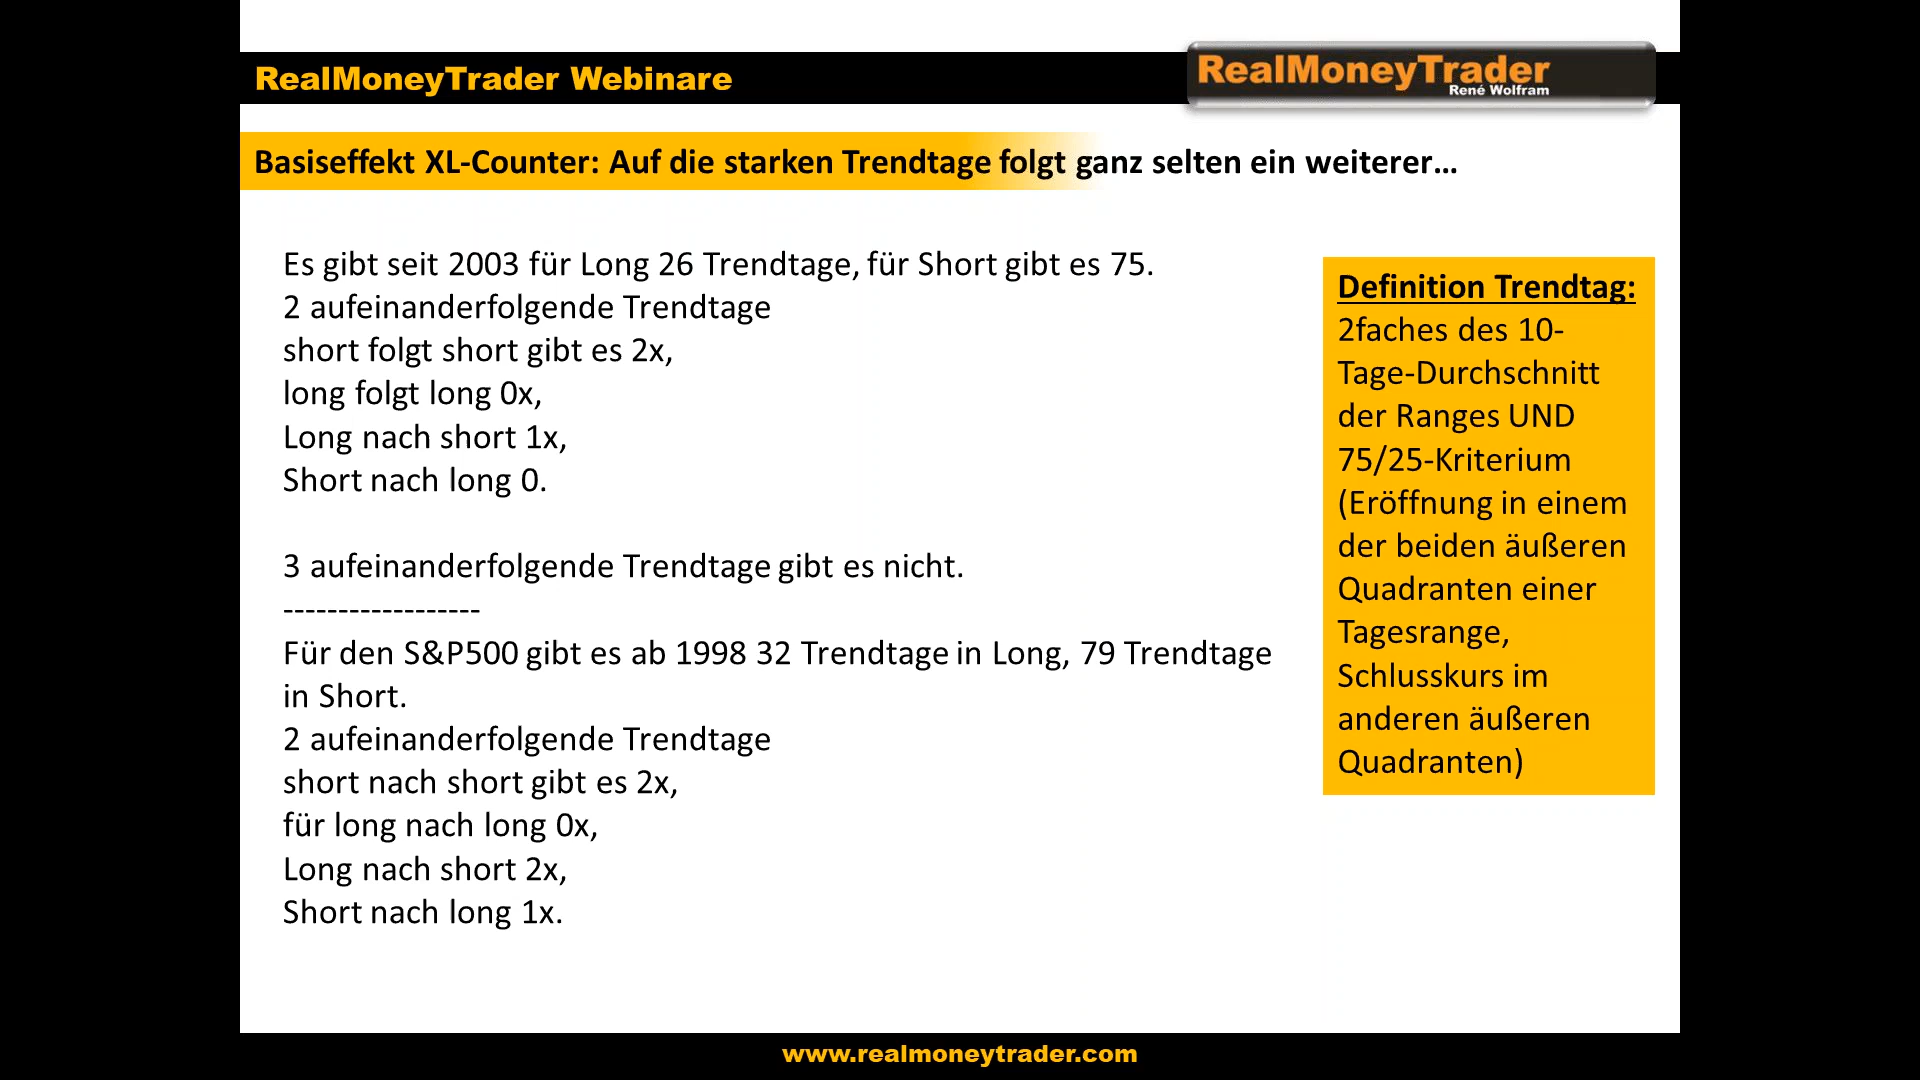 RealMoneyTrader Webinare
RealMoneyTrader
René Wolfram
Basiseffekt XL-Counter: Auf die starken Trendtage folgt ganz selten ein weiterer...
Es gibt seit 2003 für Long 26 Trendtage, für Short gibt es 75.
2 aufeinanderfolgende Trendtage
short folgt short gibt es 2x,
long folgt long 0x,
Long nach short 1x,
Short nach long 0.
3 aufeinanderfolgende Trendtage gibt es nicht.
------------------
Für den S&P500 gibt es ab 1998 32 Trendtage in Long, 79 Trendtage
in Short.
2 aufeinanderfolgende Trendtage
short nach short gibt es 2x,
für long nach long 0x,
Long nach short 2x,
Short nach long 1x.
Definition Trendtag:
2faches des 10-
Tage-Durchschnitt
der Ranges UND
75/25-Kriterium
(Eröffnung in einem
der beiden äußeren
Quadranten einer
Tagesrange,
Schlusskurs im
anderen äußeren
Quadranten)
www.realmoneytrader.com